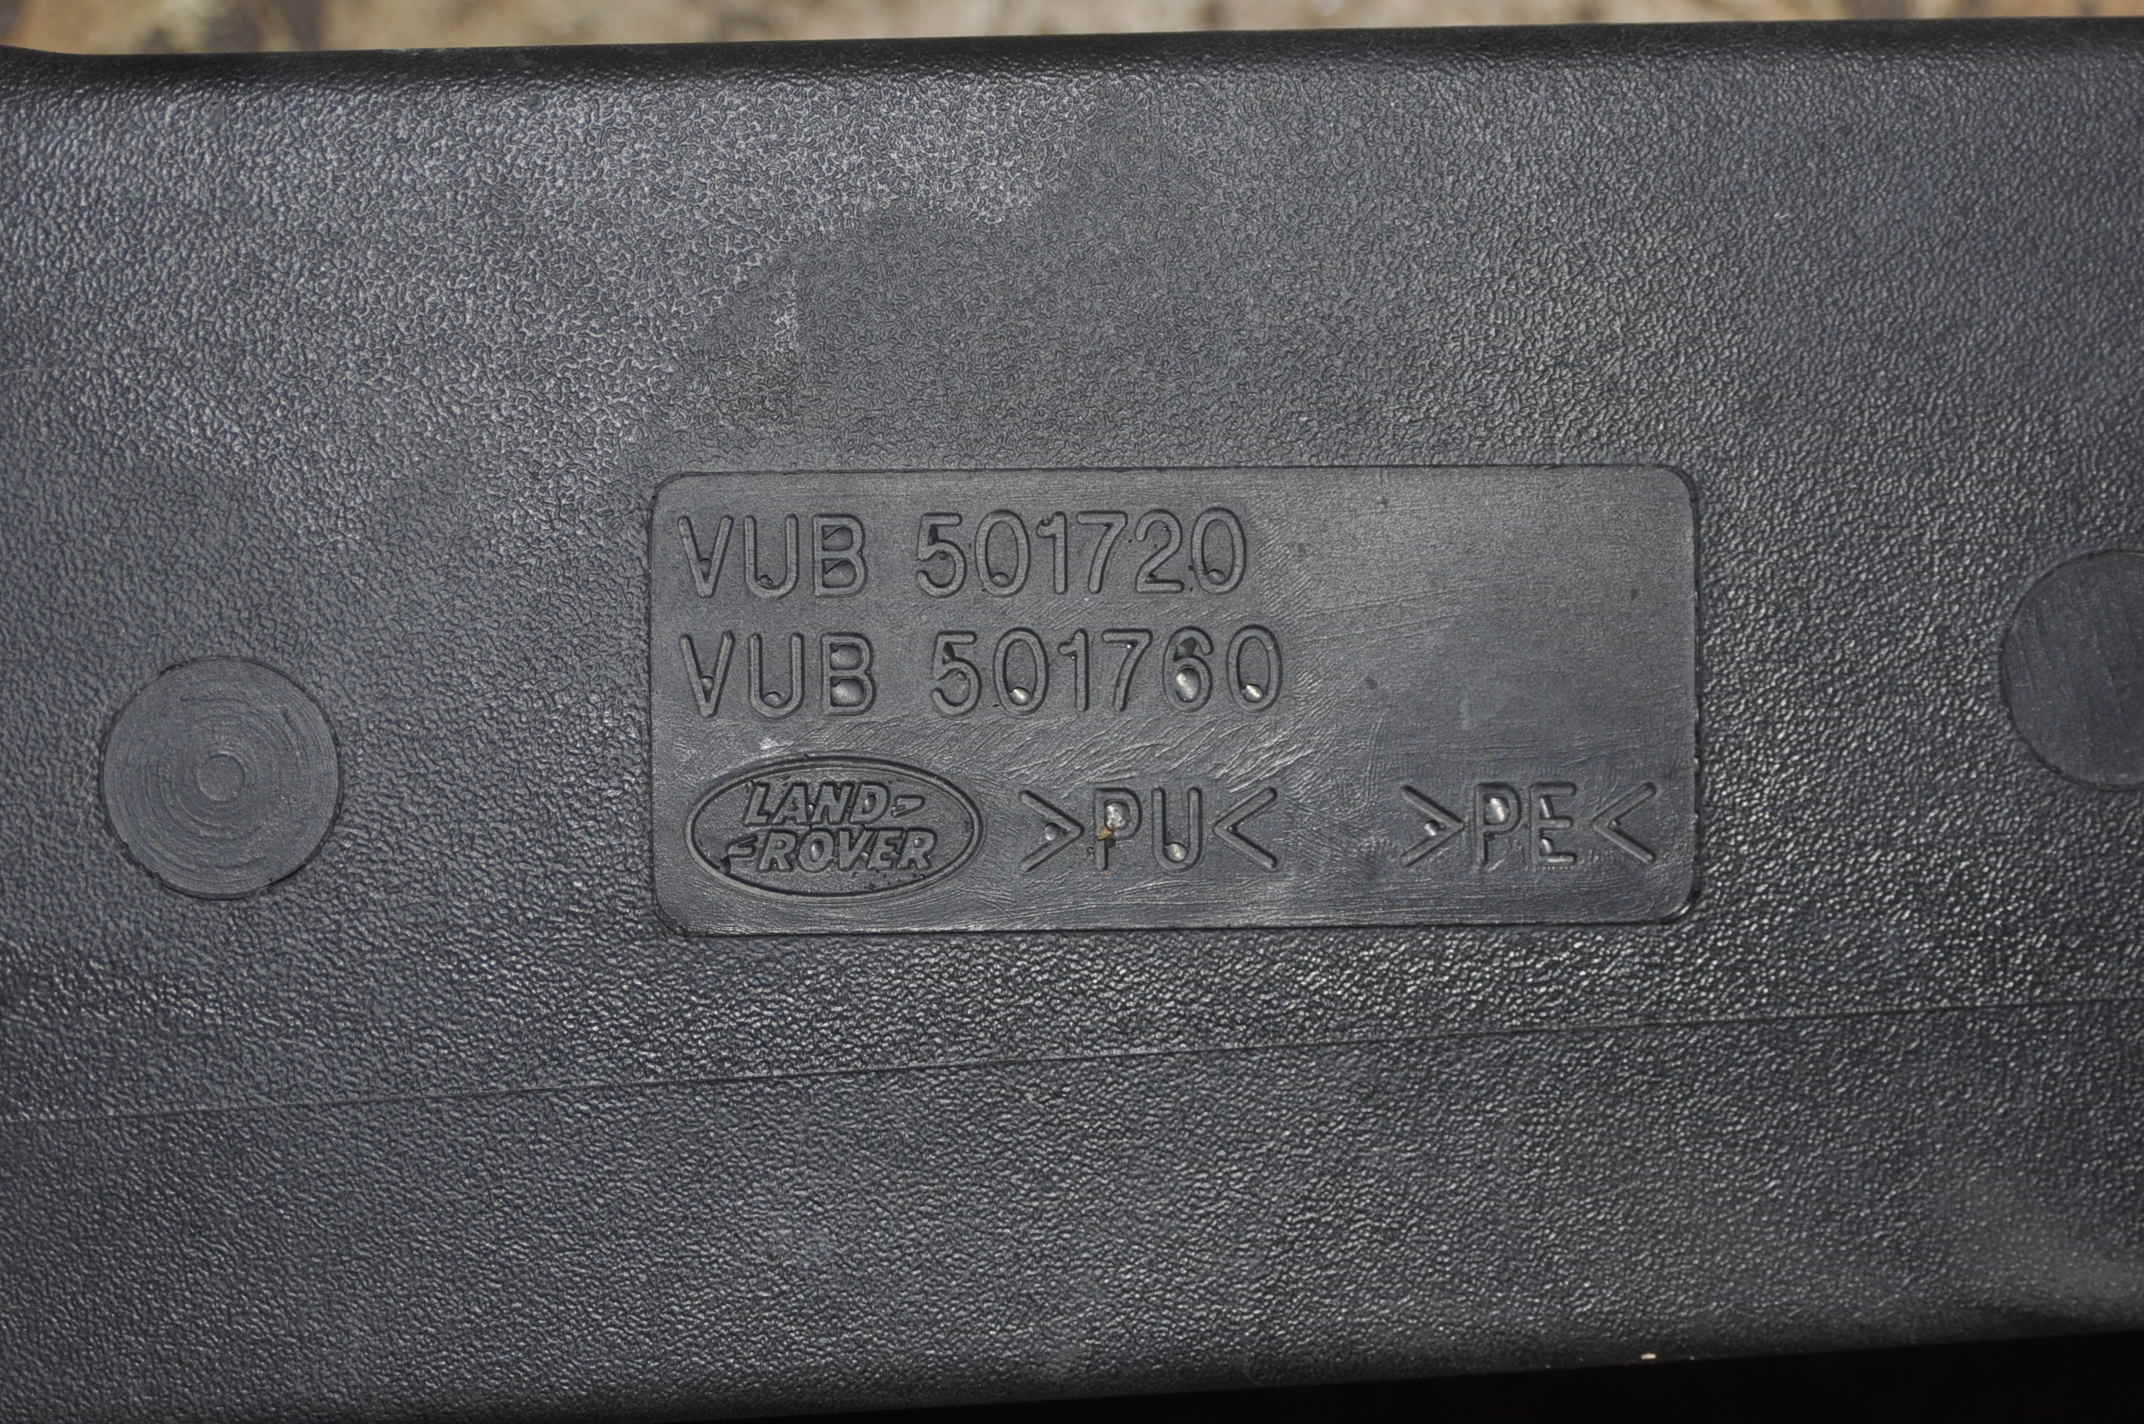 VUB 501720
VUB 501760
LAND
ROVER
>PU< >PE<